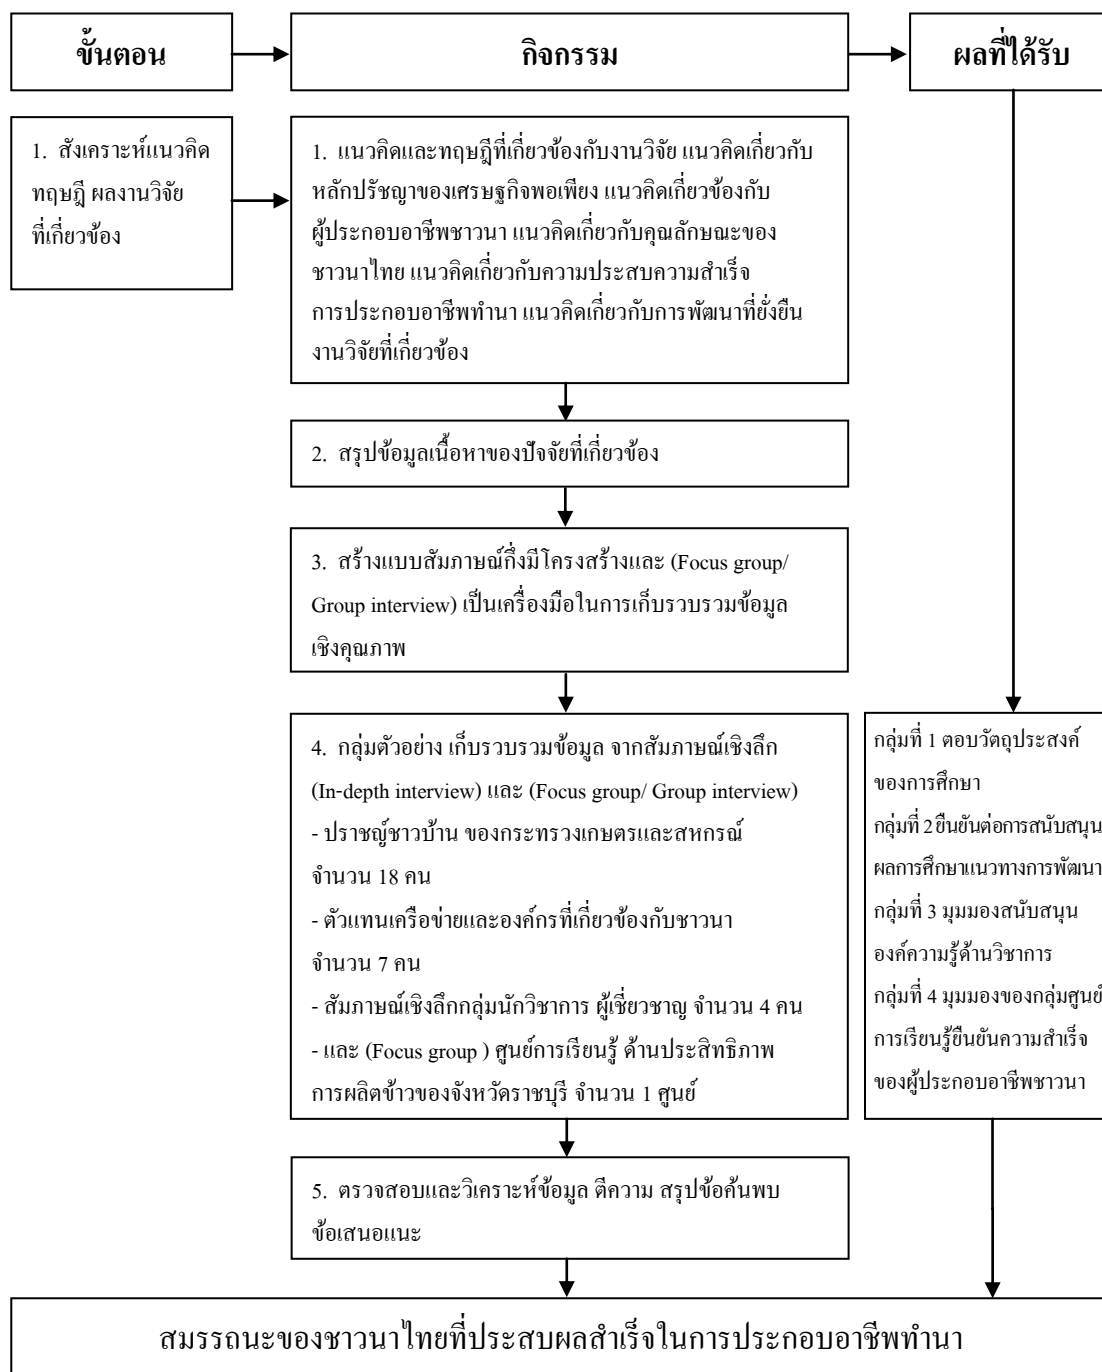 ขั้นตอน
กิจกรรม
ผลที่ได้รับ
1. สังเคราะห์แนวคิด
ทฤษฎี ผลงานวิจัย
ที่เกี่ยวข้อง
1. แนวคิดและทฤษฎีที่เกี่ยวข้องกับงานวิจัย แนวคิดเกี่ยวกับ
หลักปรัชญาของเศรษฐกิจพอเพียง แนวคิดเกี่ยวข้องกับ
ผู้ประกอบอาชีพชาวนา แนวคิดเกี่ยวกับคุณลักษณะของ
ชาวนาไทย แนวคิดเกี่ยวกับความประสบความสำเร็จ
การประกอบอาชีพทำนา แนวคิดเกี่ยวกับการพัฒนาที่ยั่งยืน
งานวิจัยที่เกี่ยวข้อง
2. สรุปข้อมูลเนื้อหาของปัจจัยที่เกี่ยวข้อง
3. สร้างแบบสัมภาษณ์กึ่งมีโครงสร้างและ (Focus group/
Group interview) เป็นเครื่องมือในการเก็บรวบรวมข้อมูล
เชิงคุณภาพ
4. กลุ่มตัวอย่าง เก็บรวบรวมข้อมูล จากสัมภาษณ์เชิงลึก
(In-depth interview) และ (Focus group/ Group interview)
- ปราชญ์ชาวบ้าน ของกระทรวงเกษตรและสหกรณ์
จำนวน 18 คน
- ตัวแทนเครือข่ายและองค์กรที่เกี่ยวข้องกับชาวนา
จำนวน 7 คน
- สัมภาษณ์เชิงลึกกลุ่มนักวิชาการ ผู้เชี่ยวชาญ จำนวน 4 คน
- และ (Focus group ) ศูนย์การเรียนรู้ ด้านประสิทธิภาพ
การผลิตข้าวของจังหวัดราชบุรี จำนวน 1 ศูนย์
กลุ่มที่ 1 ตอบวัตถุประสงค์
ของการศึกษา
กลุ่มที่ 2 ยืนยันต่อการสนับสนุน
ผลการศึกษาแนวทางการพัฒนา
กลุ่มที่ 3 มุมมองสนับสนุน
องค์ความรู้ด้านวิชาการ
กลุ่มที่ 4 มุมมองของกลุ่มศูนย์
การเรียนรู้ยืนยันความสำเร็จ
ของผู้ประกอบอาชีพชาวนา
5. ตรวจสอบและวิเคราะห์ข้อมูล ตีความ สรุปข้อค้นพบ
ข้อเสนอแนะ
สมรรถนะของชาวนาไทยที่ประสบผลสำเร็จในการประกอบอาชีพทำนา